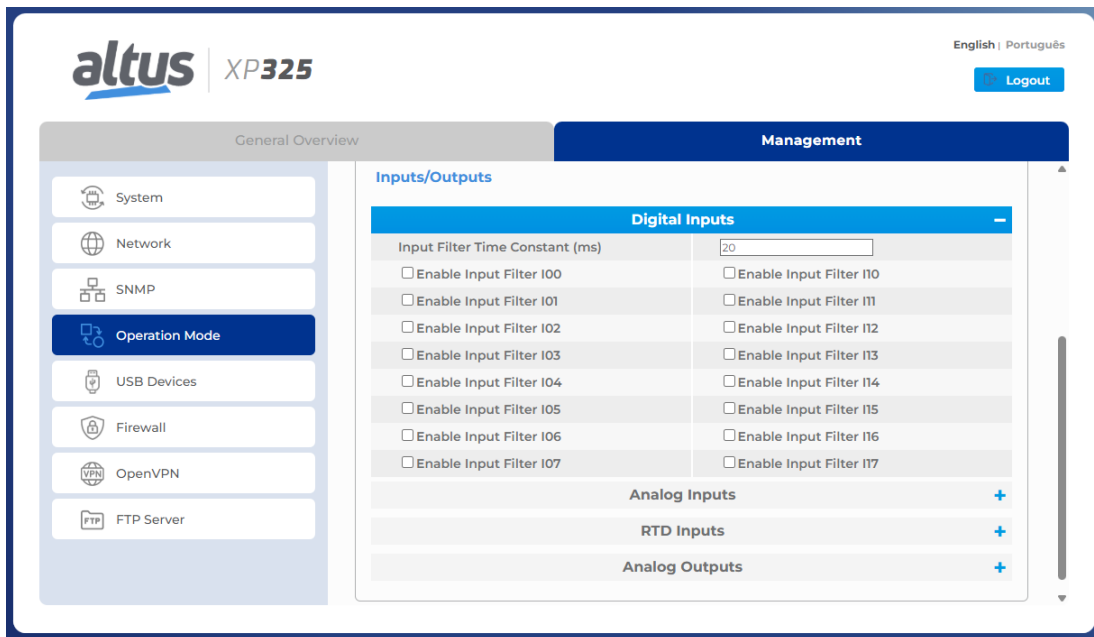 English | Português
altus XP325
Logout
General Overview
Management
System
Network
SNMP
Operation Mode
USB Devices
Firewall
VPN OpenVPN
FTP FTP Server
Inputs/Outputs
Digital Inputs −
Input Filter Time Constant (ms) 20
Enable Input Filter I00 Enable Input Filter I10
Enable Input Filter I01 Enable Input Filter I11
Enable Input Filter I02 Enable Input Filter I12
Enable Input Filter I03 Enable Input Filter I13
Enable Input Filter I04 Enable Input Filter I14
Enable Input Filter I05 Enable Input Filter I15
Enable Input Filter I06 Enable Input Filter I16
Enable Input Filter I07 Enable Input Filter I17
Analog Inputs +
RTD Inputs +
Analog Outputs +